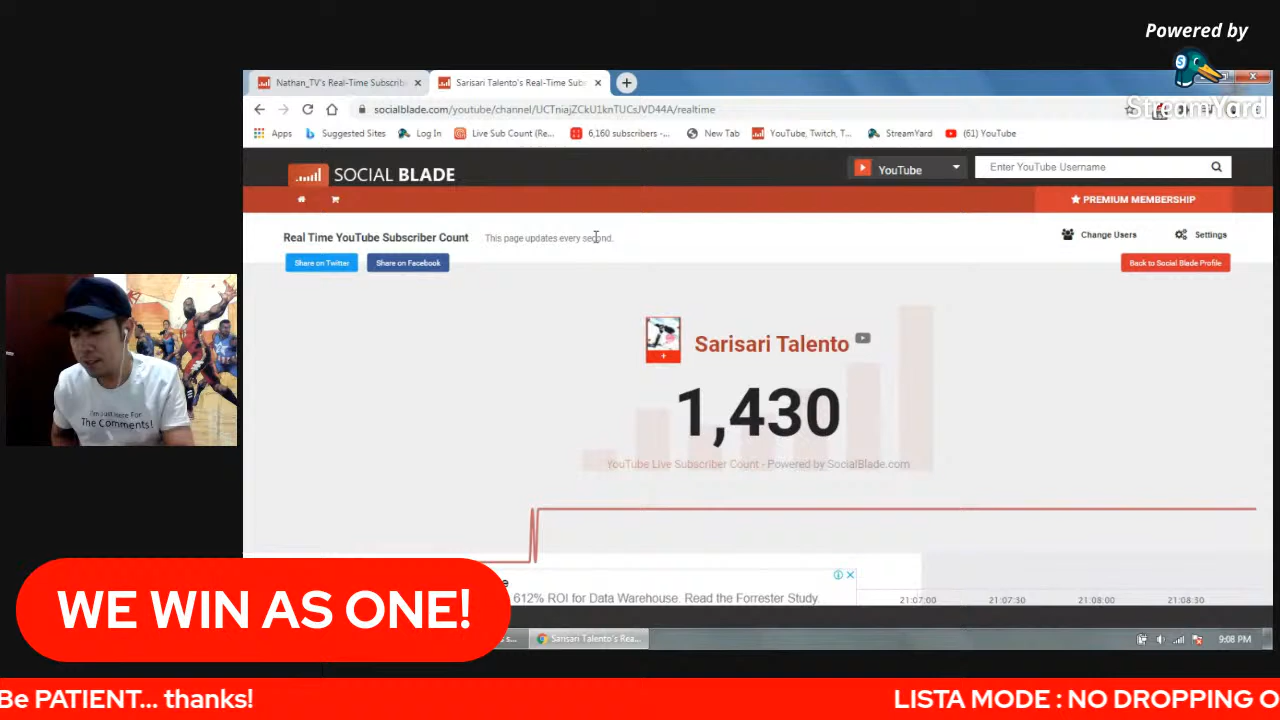 Powered by
StreamYard
Nathan_TV's Real-Time Subscrib
Sarisari Talento's Real-Time Sub
socialblade.com/youtube/channel/UCTniajZCkU1knTUCsJVD44A/realtime
Apps Suggested Sites Log In Live Sub Count (Re... 6,160 subscribers -... New Tab YouTube, Twitch, T... StreamYard (61) YouTube
SOCIAL BLADE
YouTube
Enter YouTube Username
PREMIUM MEMBERSHIP
Real Time YouTube Subscriber Count
This page updates every second.
Change Users
Settings
Share on Twitter
Share on Facebook
Back to Social Blade Profile
Sarisari Talento
1,430
YouTube Live Subscriber Count - Powered by SocialBlade.com
I'm Just Here For
The Comments!
612% ROI for Data Warehouse. Read the Forrester Study.
21:07:00 21:07:30 21:08:00 21:08:30
WE WIN AS ONE!
Sarisari Talento's Rea...
9:08 PM
Be PATIENT... thanks!
LISTA MODE : NO DROPPING O